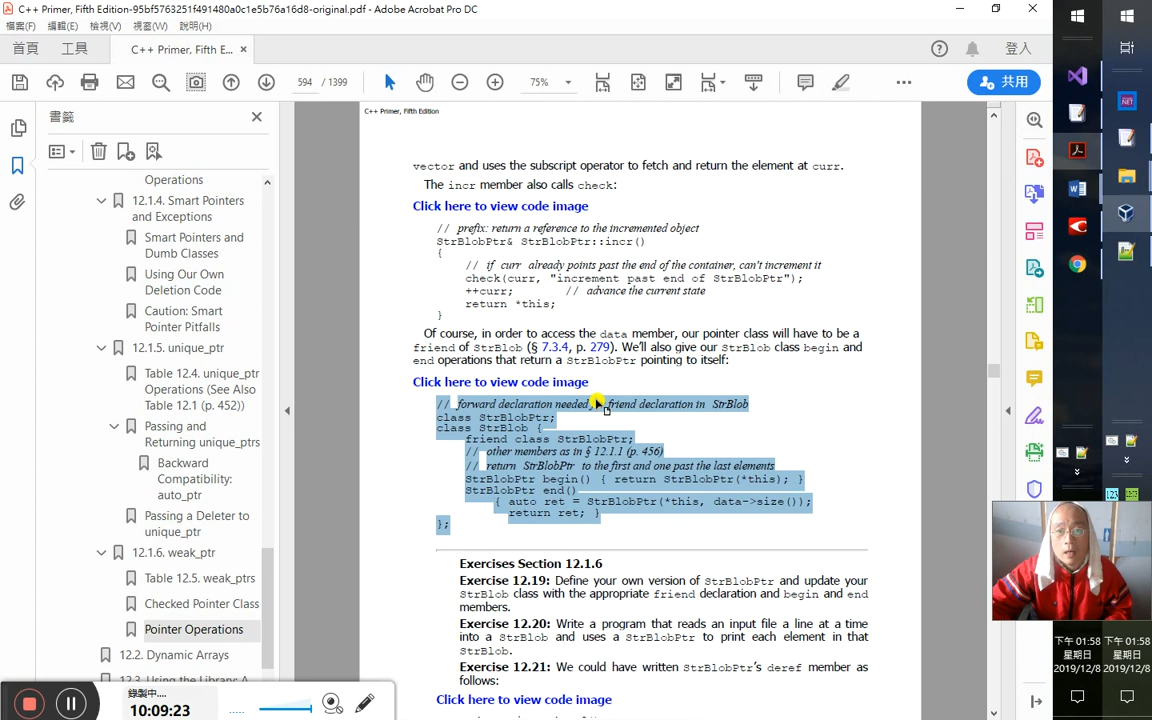 C++ Primer, Fifth Edition-95bf5763251f491480a0c1e5b76a16d8-original.pdf - Adobe Acrobat Pro DC
檔案(F) 編輯(E) 檢視(V) 視窗(W) 說明(H)
首頁 工具 C++ Primer, Fifth E... × 登入
594 / 1399 75% 共用
書籤
Operations
12.1.4. Smart Pointers
and Exceptions
Smart Pointers and
Dumb Classes
Using Our Own
Deletion Code
Caution: Smart
Pointer Pitfalls
12.1.5. unique_ptr
Table 12.4. unique_ptr
Operations (See Also
Table 12.1 (p. 452))
Passing and
Returning unique_ptrs
Backward
Compatibility:
auto_ptr
Passing a Deleter to
unique_ptr
12.1.6. weak_ptr
Table 12.5. weak_ptrs
Checked Pointer Class
Pointer Operations
12.2. Dynamic Arrays
12.3. Using the Library: A
C++ Primer, Fifth Edition
vector and uses the subscript operator to fetch and return the element at curr.
The incr member also calls check:
Click here to view code image
// prefix: return a reference to the incremented object
StrBlobPtr& StrBlobPtr::incr()
{
// if curr already points past the end of the container, can't increment it
check(curr, "increment past end of StrBlobPtr");
++curr; // advance the current state
return *this;
}
Of course, in order to access the data member, our pointer class will have to be a
friend of StrBlob (§ 7.3.4, p. 279). We'll also give our StrBlob class begin and
end operations that return a StrBlobPtr pointing to itself:
Click here to view code image
// forward declaration needed friend declaration in StrBlob
class StrBlobPtr;
class StrBlob {
friend class StrBlobPtr;
// other members as in § 12.1.1 (p. 456)
// return StrBlobPtr to the first and one past the last elements
StrBlobPtr begin() { return StrBlobPtr(*this); }
StrBlobPtr end()
{ auto ret = StrBlobPtr(*this, data->size());
return ret; }
};
Exercises Section 12.1.6
Exercise 12.19: Define your own version of StrBlobPtr and update your
StrBlob class with the appropriate friend declaration and begin and end
members.
Exercise 12.20: Write a program that reads an input file a line at a time
into a StrBlob and uses a StrBlobPtr to print each element in that
StrBlob.
Exercise 12.21: We could have written StrBlobPtr's deref member as
follows:
Click here to view code image
錄製中....
10:09:23
.NET
下午 01:58 下午 01:58
星期日 星期日
2019/12/8 2019/12/8